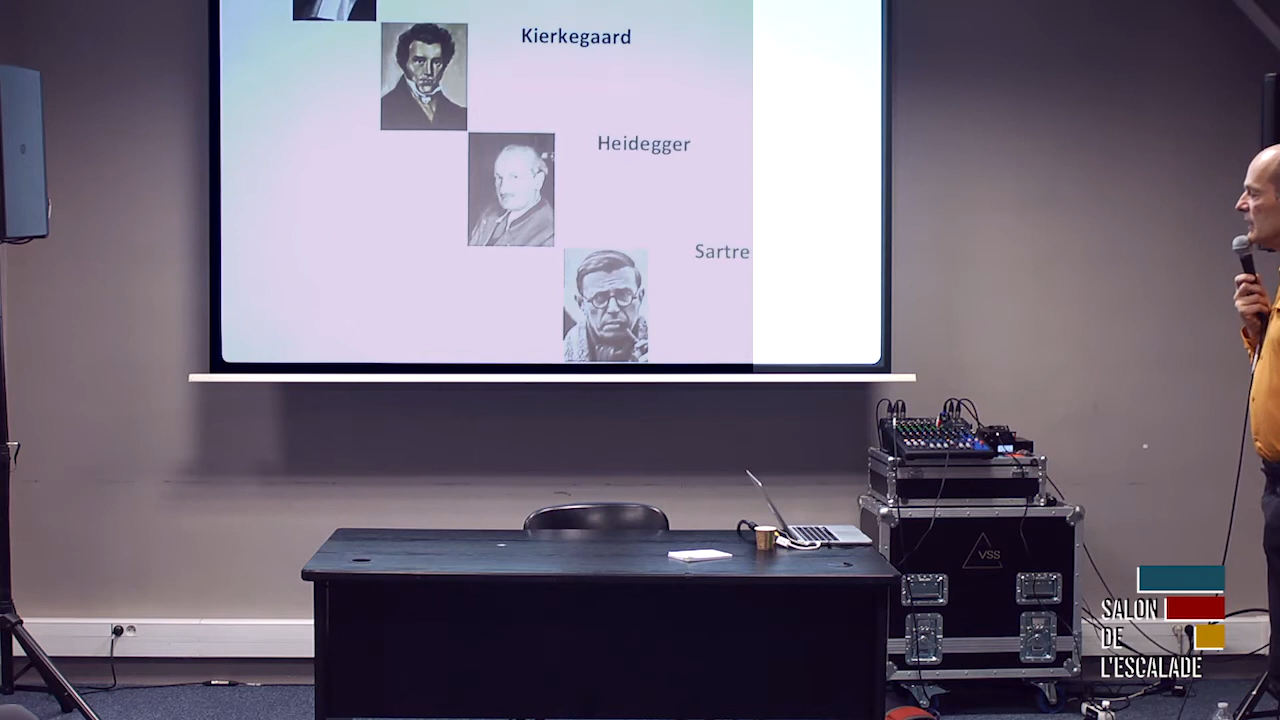 Kierkegaard
Heidegger
Sartre
VSS
SALON
DE
L'ESCALADE